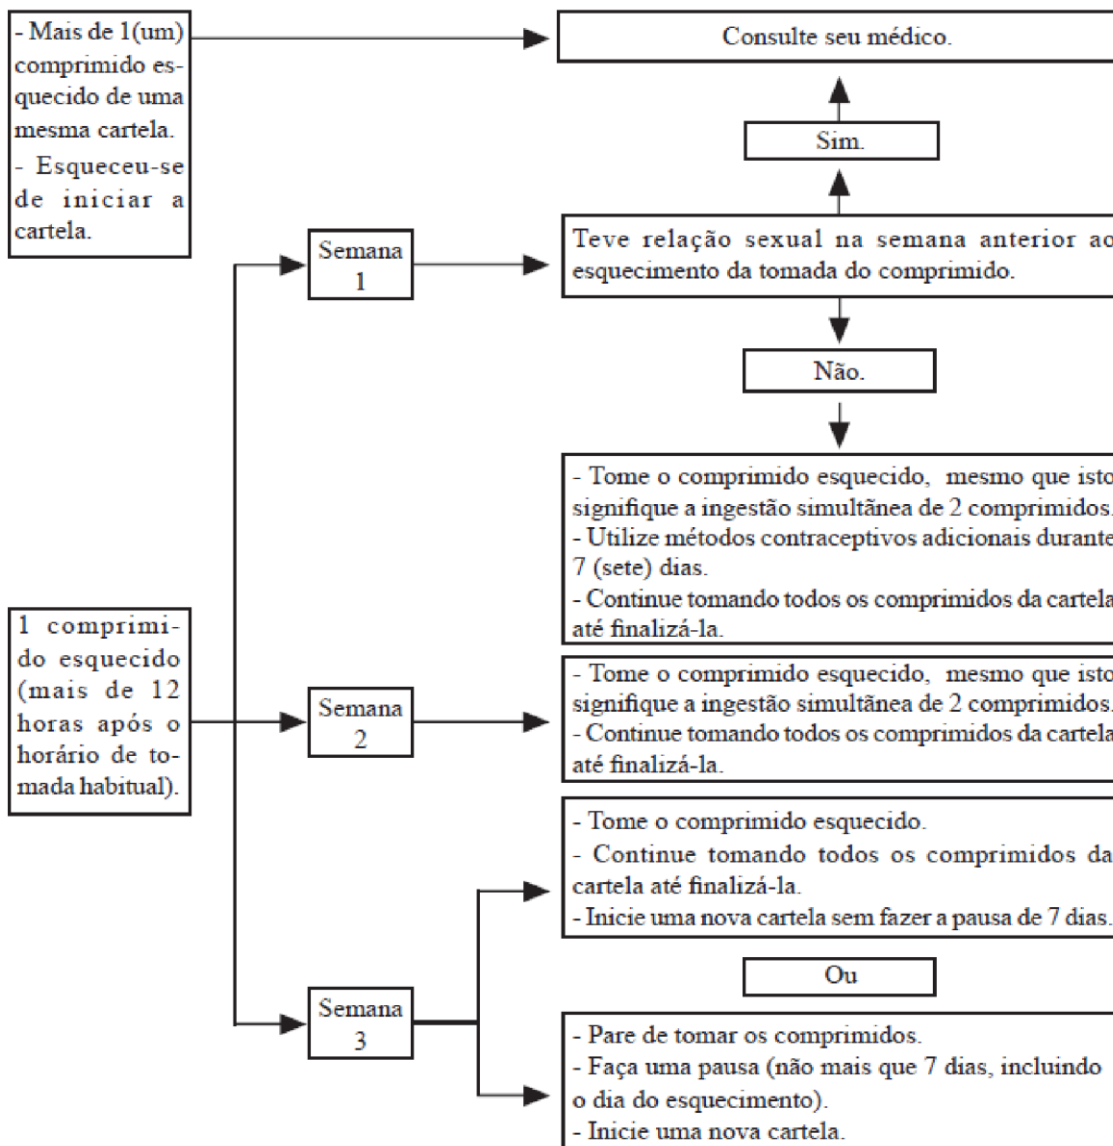 - Mais de 1(um)
comprimido es-
quecido de uma
mesma cartela.
- Esqueceu-se
de iniciar a
cartela.
Consulte seu médico.
Sim.
Semana
1
Teve relação sexual na semana anterior ao
esquecimento da tomada do comprimido.
Não.
- Tome o comprimido esquecido, mesmo que isto
signifique a ingestão simultãnea de 2 comprimidos.
- Utilize métodos contraceptivos adicionais durante
7 (sete) dias.
- Continue tomando todos os comprimidos da cartela
até finalizá-la.
1 comprimi-
do esquecido
(mais de 12
horas após o
horário de to-
mada habitual).
Semana
2
- Tome o comprimido esquecido, mesmo que isto
signifique a ingestão simultãnea de 2 comprimidos.
- Continue tomando todos os comprimidos da cartela
até finalizá-la.
Semana
3
- Tome o comprimido esquecido.
- Continue tomando todos os comprimidos da
cartela até finalizá-la.
- Inicie uma nova cartela sem fazer a pausa de 7 dias.
Ou
- Pare de tomar os comprimidos.
- Faça uma pausa (não mais que 7 dias, incluindo
o dia do esquecimento).
- Inicie uma nova cartela.